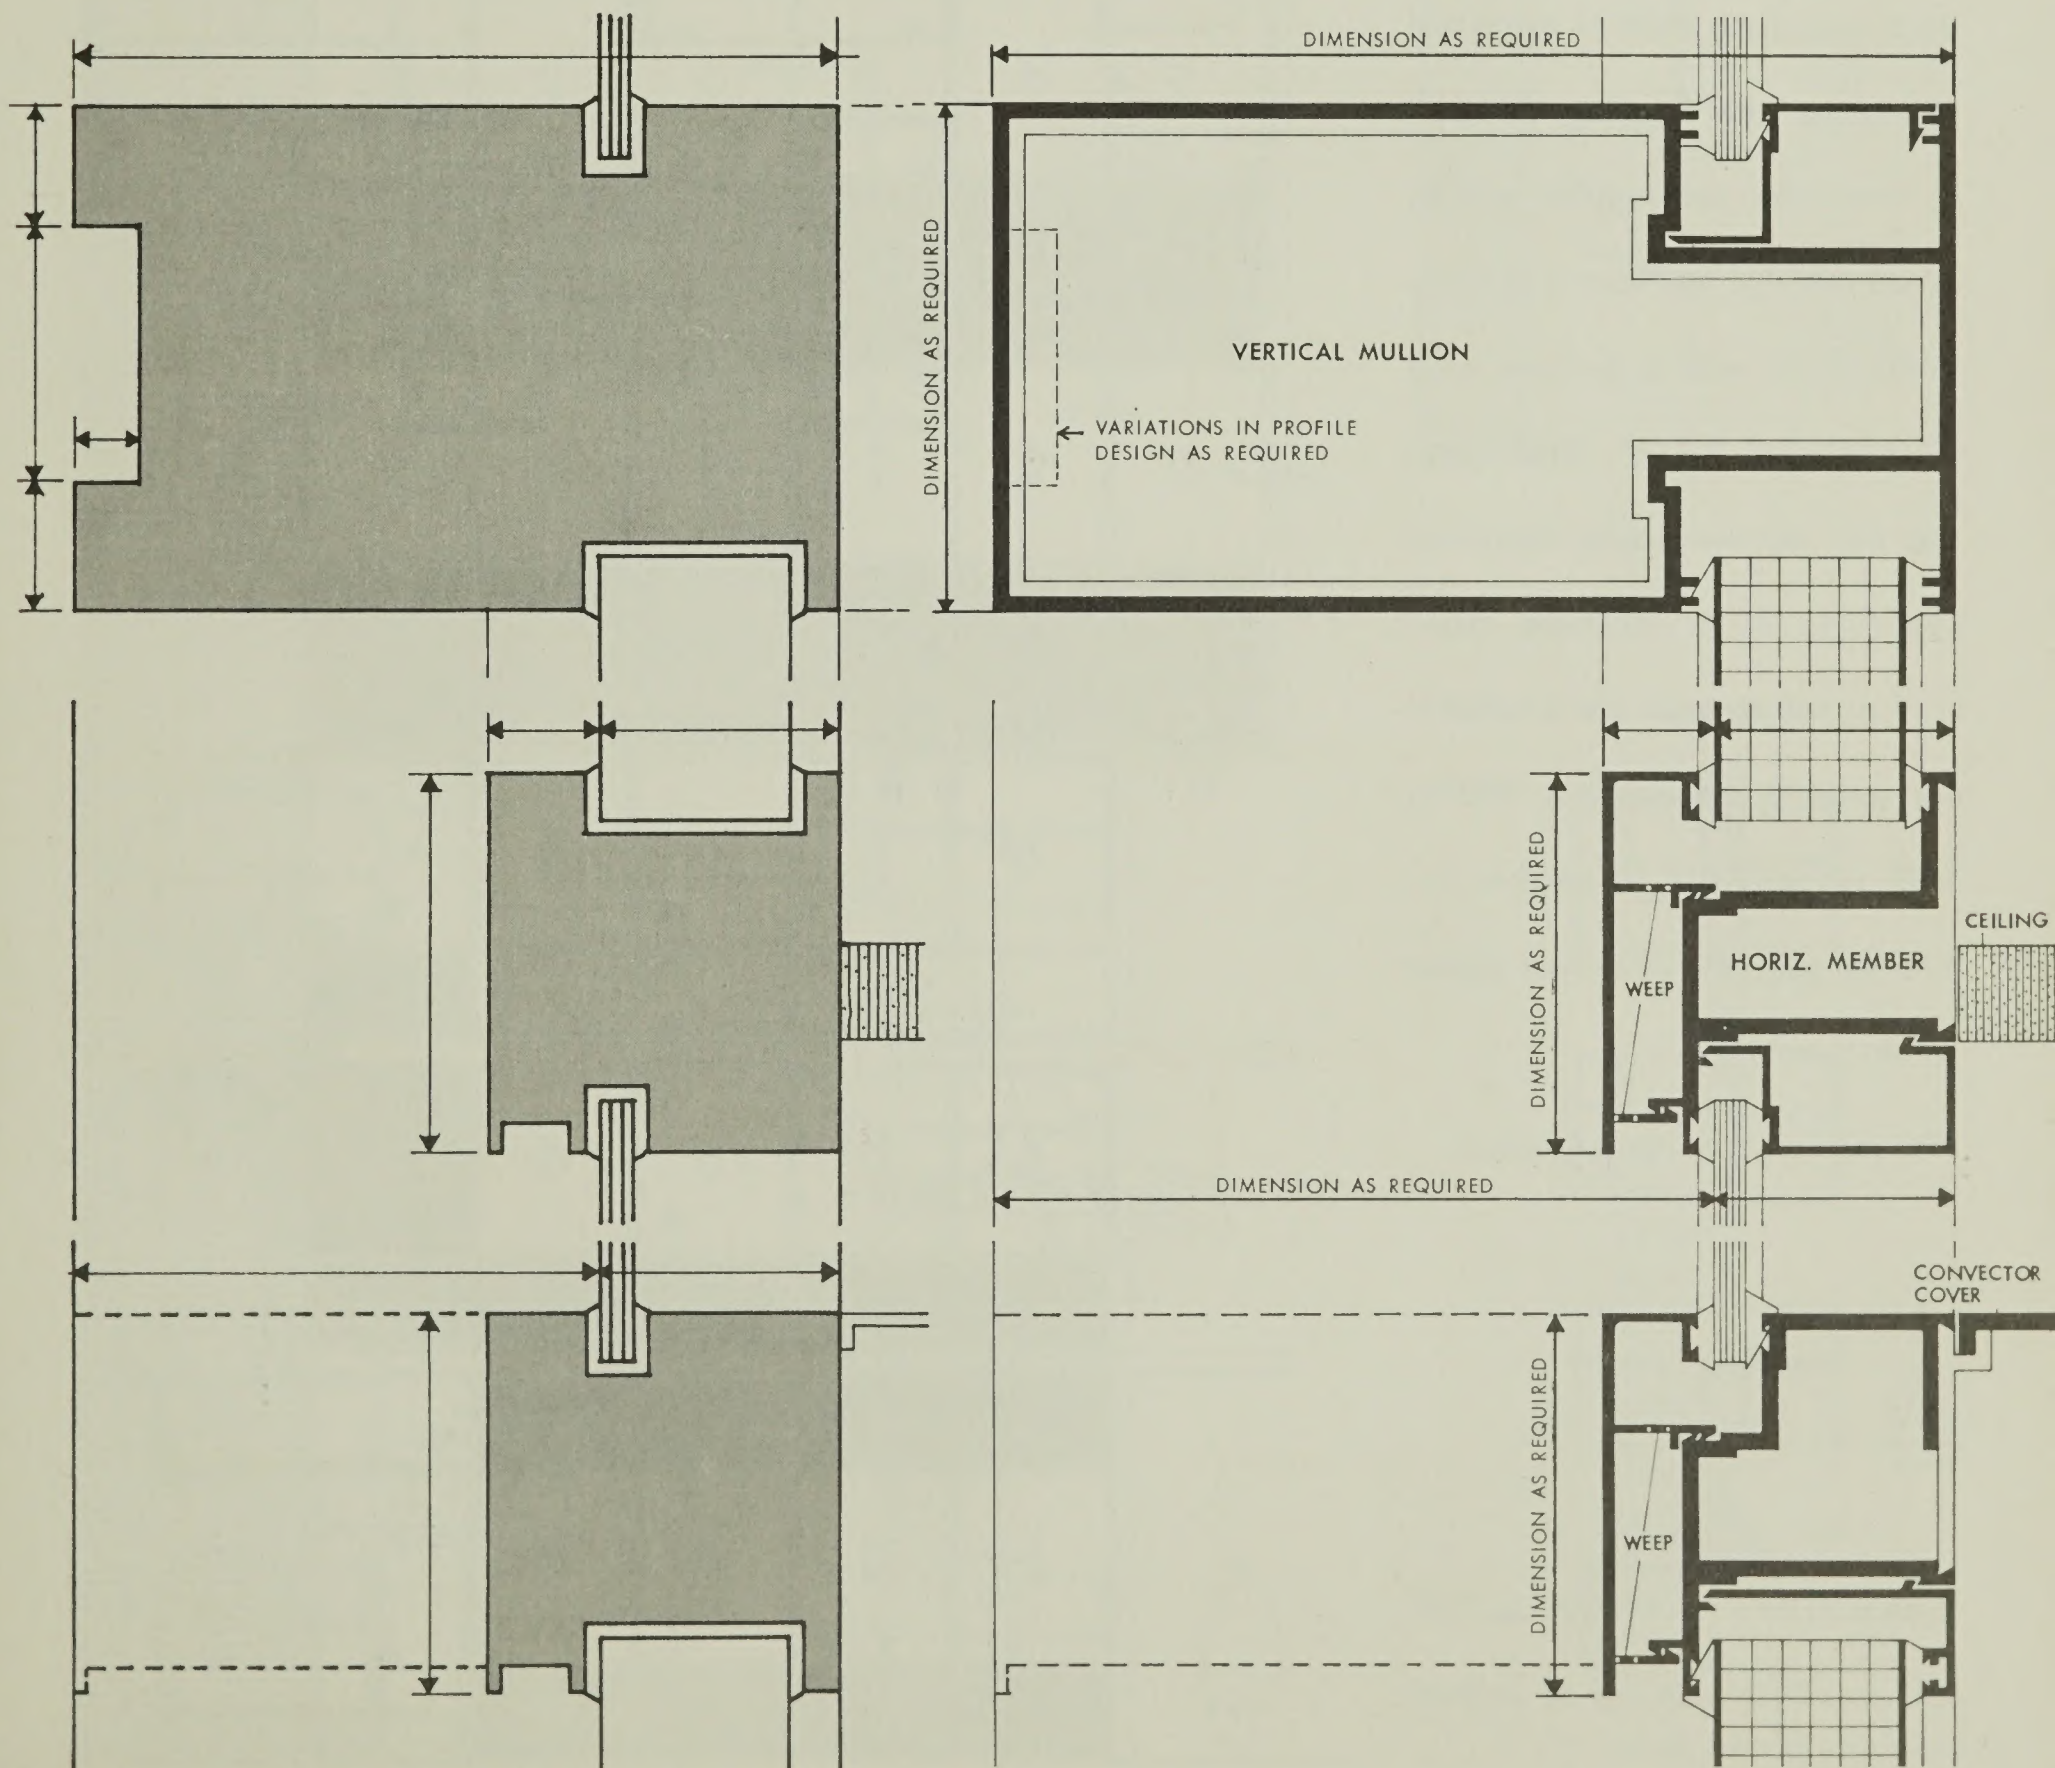 DIMENSION AS REQUIRED
DIMENSION AS REQUIRED
VERTICAL MULLION
VARIATIONS IN PROFILE
DESIGN AS REQUIRED
DIMENSION AS REQUIRED
CEILING
HORIZ. MEMBER
WEEP
DIMENSION AS REQUIRED
CONVECTOR
COVER
DIMENSION AS REQUIRED
WEEP